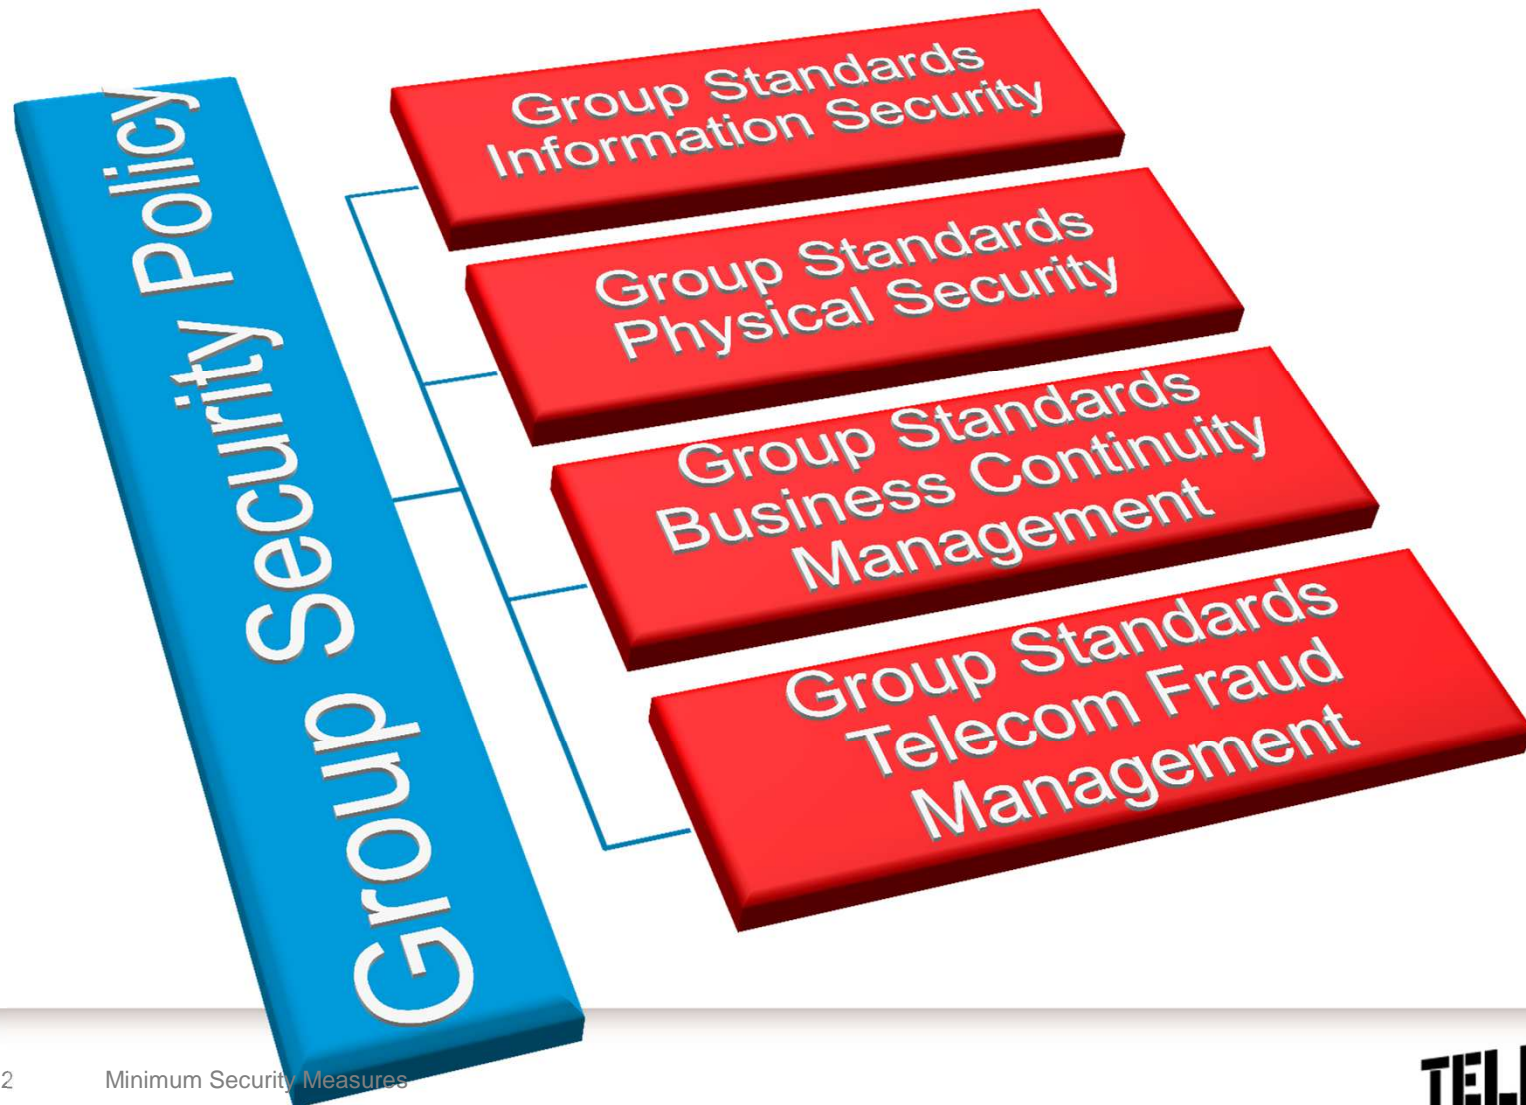 Group Security Policy
Group Standards
Information Security
Group Standards
Physical Security
Group Standards
Business Continuity
Management
Group Standards
Telecom Fraud
Management
2
Minimum Security Measures